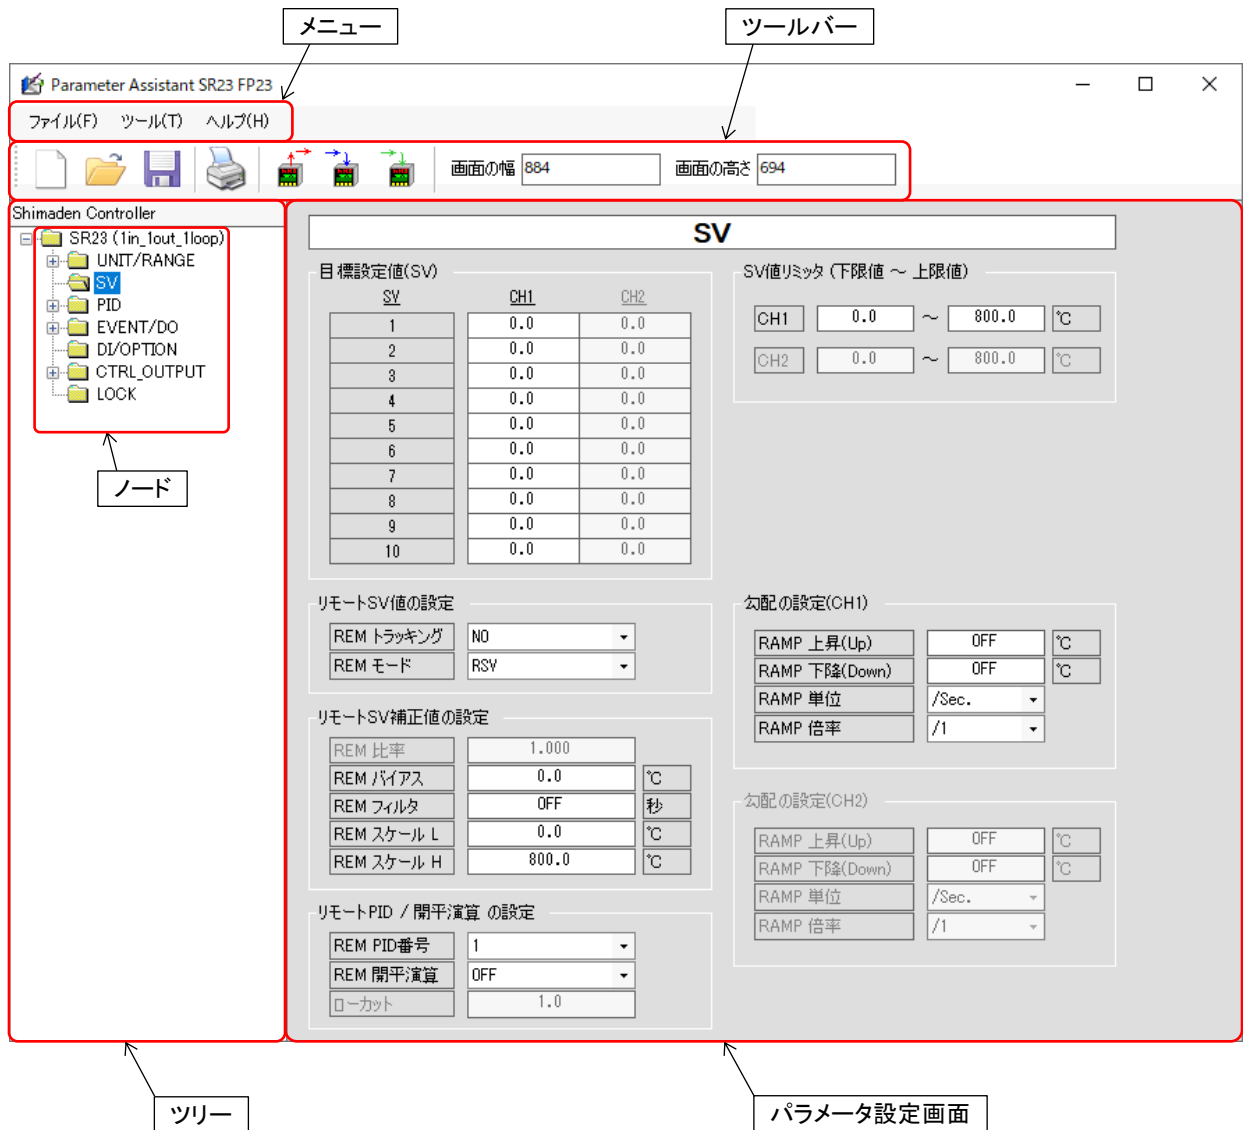 メニュー
ツールバー
Parameter Assistant SR23 FP23
ファイル(F) ツール(T) ヘルプ(H)
画面の幅 884 画面の高さ 694
Shimaden Controller
SR23 (1in_1out_1loop)
UNIT/RANGE
SV
PID
EVENT/DO
DI/OPTION
CTRL_OUTPUT
LOCK
ノード
ツリー
SV
目標設定値(SV)
SV CH1 CH2
1 0.0 0.0
2 0.0 0.0
3 0.0 0.0
4 0.0 0.0
5 0.0 0.0
6 0.0 0.0
7 0.0 0.0
8 0.0 0.0
9 0.0 0.0
10 0.0 0.0
SV値リミッタ (下限値 ～ 上限値)
CH1 0.0 ～ 800.0 ℃
CH2 0.0 ～ 800.0 ℃
リモートSV値の設定
REM トラッキング NO
REM モード RSV
リモートSV補正値の設定
REM 比率 1.000
REM バイアス 0.0 ℃
REM フィルタ OFF 秒
REM スケール L 0.0 ℃
REM スケール H 800.0 ℃
リモートPID / 開平演算 の設定
REM PID番号 1
REM 開平演算 OFF
ローカット 1.0
勾配の設定(CH1)
RAMP 上昇(Up) OFF ℃
RAMP 下降(Down) OFF ℃
RAMP 単位 /Sec.
RAMP 倍率 /1
勾配の設定(CH2)
RAMP 上昇(Up) OFF ℃
RAMP 下降(Down) OFF ℃
RAMP 単位 /Sec.
RAMP 倍率 /1
パラメータ設定画面